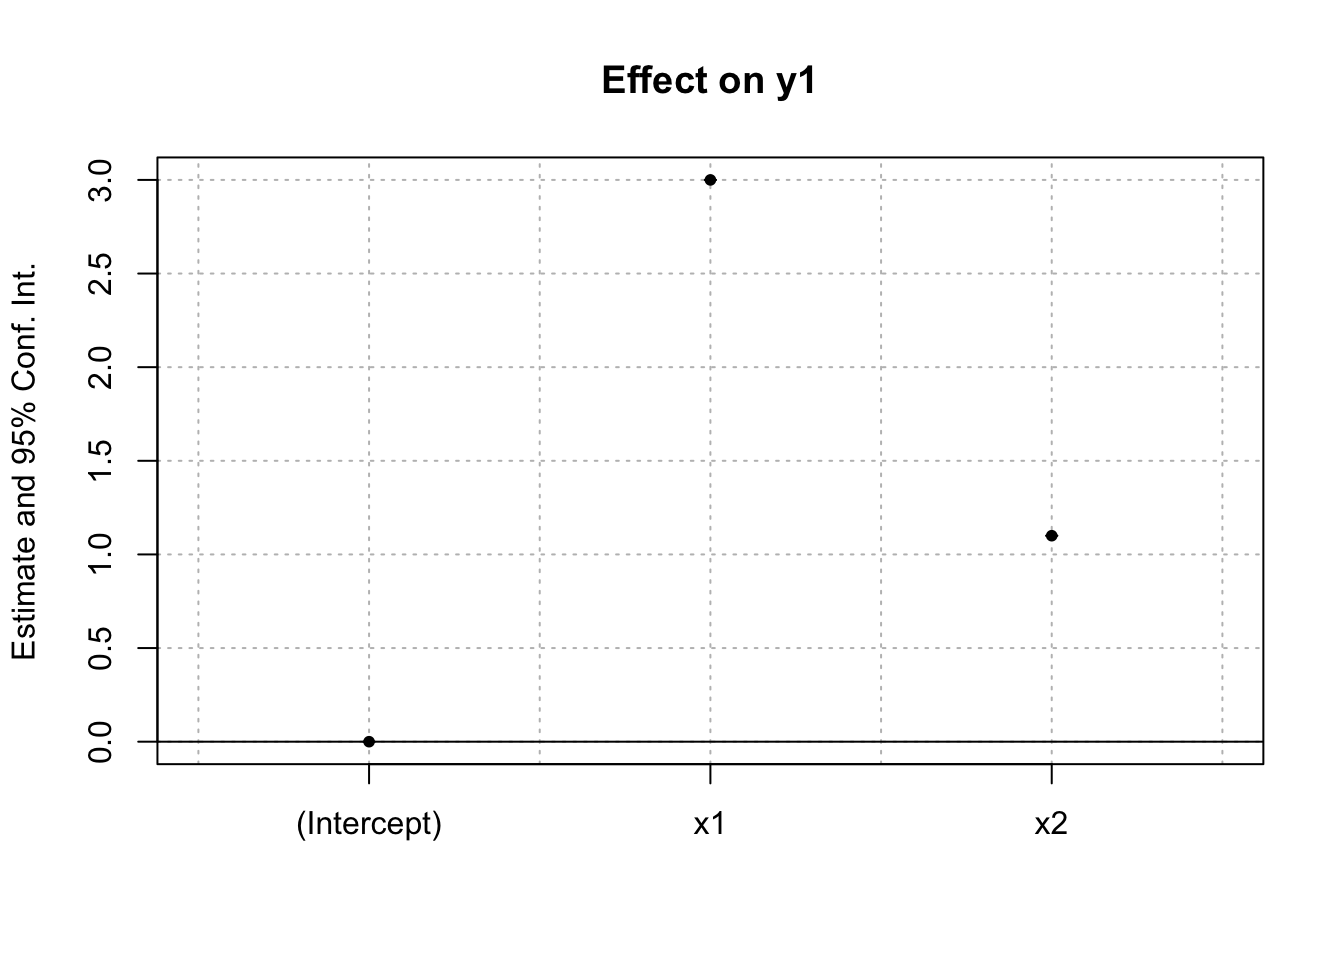 Effect on y1
Estimate and 95% Conf. Int.
3.0
2.5
2.0
1.5
1.0
0.5
0.0
(Intercept) x1 x2